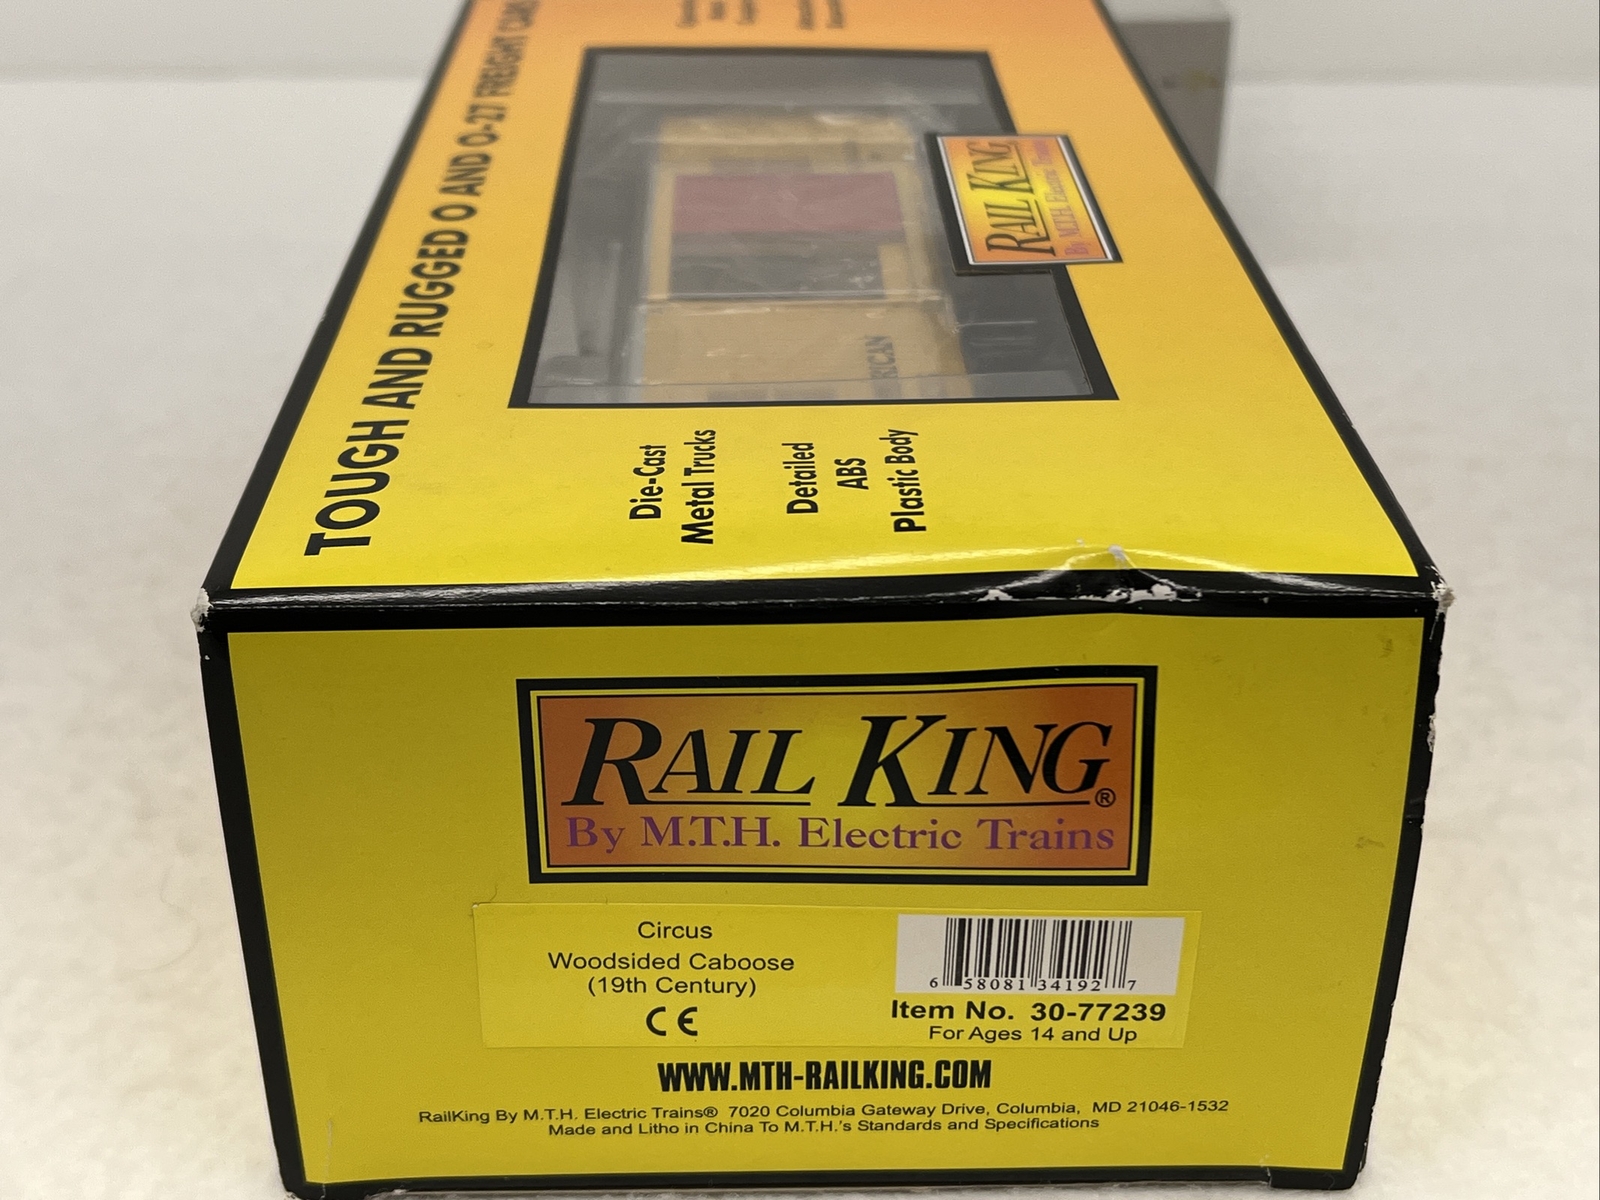 TOUGH AND RUGGED O AND O-27 FREIGHT CARS
RAIL KING
By M.T.H. Electric Trains
Die-Cast
Metal Trucks
Detailed
ABS
Plastic Body
RAIL KING®
By M.T.H. Electric Trains
Circus
Woodsided Caboose
(19th Century)
CE
6 58081 34192 7
Item No. 30-77239
For Ages 14 and Up
WWW.MTH-RAILKING.COM
RailKing By M.T.H. Electric Trains® 7020 Columbia Gateway Drive, Columbia, MD 21046-1532
Made and Litho in China To M.T.H.'s Standards and Specifications